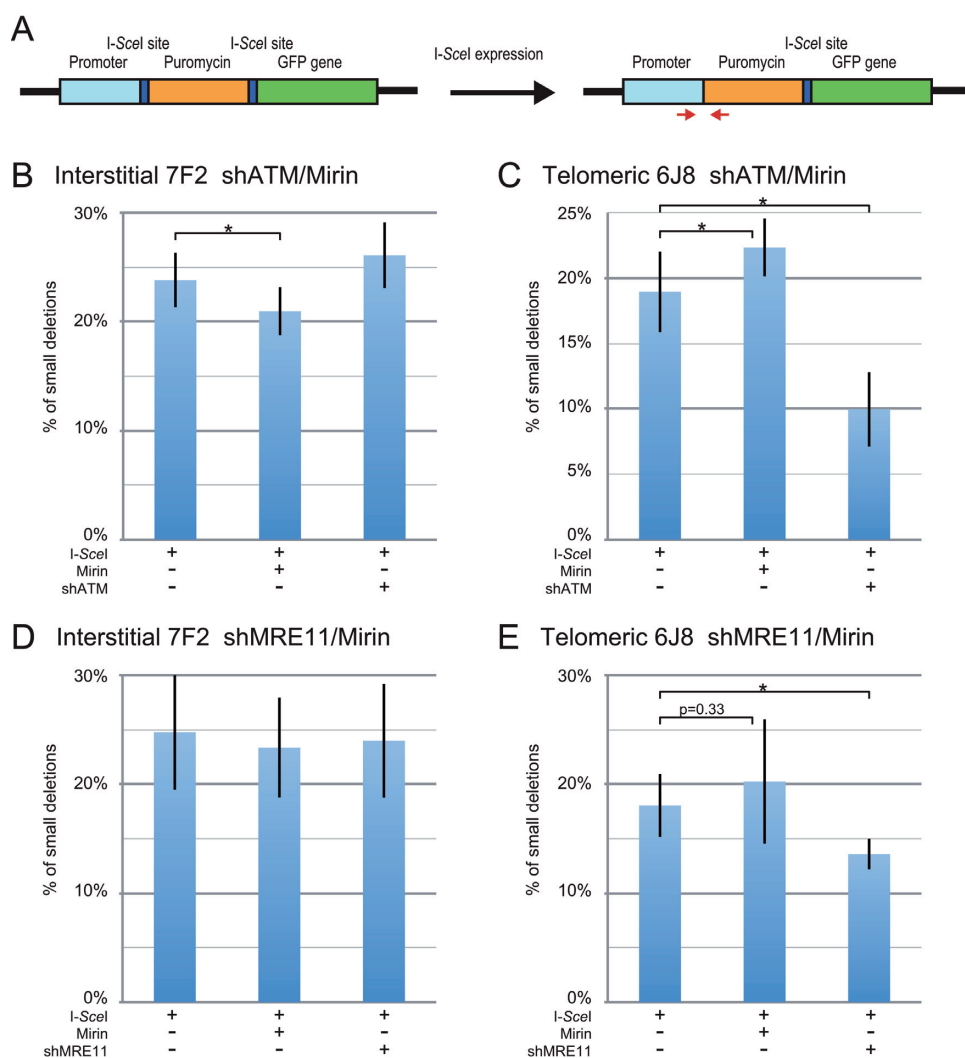 A
I-SceI site
I-SceI site
Promoter
Puromycin
GFP gene
I-SceI expression
I-SceI site
Promoter
Puromycin
GFP gene
B Interstitial 7F2 shATM/Mirin
% of small deletions
30%
20%
10%
0%
*
I-SceI + + +
Mirin - + -
shATM - - +
C Telomeric 6J8 shATM/Mirin
% of small deletions
25%
20%
15%
10%
5%
0%
*
*
I-SceI + + +
Mirin - + -
shATM - - +
D Interstitial 7F2 shMRE11/Mirin
% of small deletions
30%
20%
10%
0%
I-SceI + + +
Mirin - + -
shMRE11 - - +
E Telomeric 6J8 shMRE11/Mirin
% of small deletions
30%
20%
10%
0%
*
p=0.33
I-SceI + + +
Mirin - + -
shMRE11 - - +